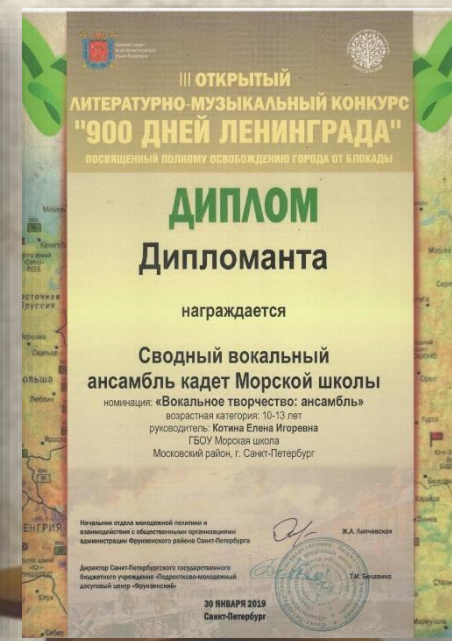 III ОТКРЫТЫЙ
ЛИТЕРАТУРНО-МУЗЫКАЛЬНЫЙ КОНКУРС
"900 ДНЕЙ ЛЕНИНГРАДА"
ПОСВЯЩЕННЫЙ ПОЛНОМУ ОСВОБОЖДЕНИЮ ГОРОДА ОТ БЛОКАДЫ
ДИПЛОМ
Дипломанта
награждается
Сводный вокальный
ансамбль кадет Морской школы
номинация: «Вокальное творчество: ансамбль»
возрастная категория: 10-13 лет
руководитель: Котина Елена Игоревна
ГБОУ Морская школа
Московский район, г. Санкт-Петербург
Начальник отдела молодежной политики и
взаимодействия с общественными организациями
администрации Фрунзенского района Санкт-Петербурга
Ж.А. Липчевская
Директор Санкт-Петербургского государственного
бюджетного учреждения «Подростково-молодежный
досуговый центр «Фрунзенский»
Т.И. Белавина
30 ЯНВАРЯ 2019
Санкт-Петербург